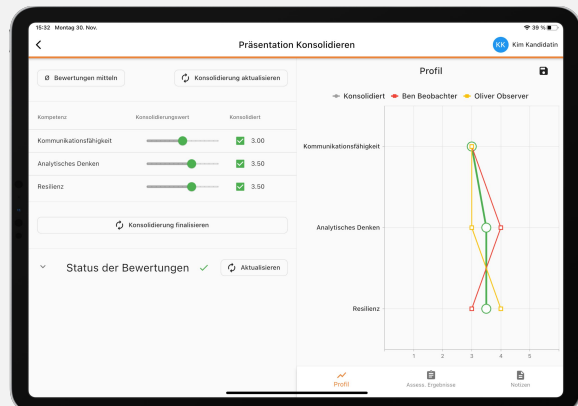 15:32 Montag 30. Nov.
39 %
Präsentation Konsolidieren
KK Kim Kandidatin
Ø Bewertungen mitteln
Konsolidierung aktualisieren
Kompetenz Konsolidierungswert Konsolidiert
Kommunikationsfähigkeit 3.00
Analytisches Denken 3.50
Resilienz 3.50
Konsolidierung finalisieren
Status der Bewertungen
Aktualisieren
Profil
Konsolidiert Ben Beobachter Oliver Observer
Kommunikationsfähigkeit
Analytisches Denken
Resilienz
1 2 3 4 5
Profil Assess. Ergebnisse Notizen